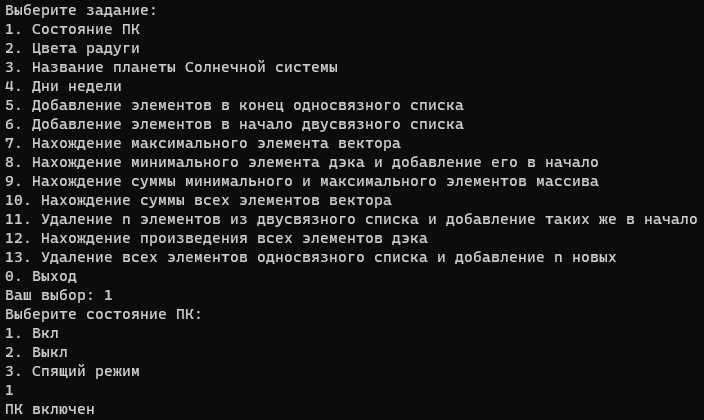 Выберите задание:
1. Состояние ПК
2. Цвета радуги
3. Название планеты Солнечной системы
4. Дни недели
5. Добавление элементов в конец односвязного списка
6. Добавление элементов в начало двусвязного списка
7. Нахождение максимального элемента вектора
8. Нахождение минимального элемента дэка и добавление его в начало
9. Нахождение суммы минимального и максимального элементов массива
10. Нахождение суммы всех элементов вектора
11. Удаление n элементов из двусвязного списка и добавление таких же в начало
12. Нахождение произведения всех элементов дэка
13. Удаление всех элементов односвязного списка и добавление n новых
0. Выход
Ваш выбор: 1
Выберите состояние ПК:
1. Вкл
2. Выкл
3. Спящий режим
1
ПК включен